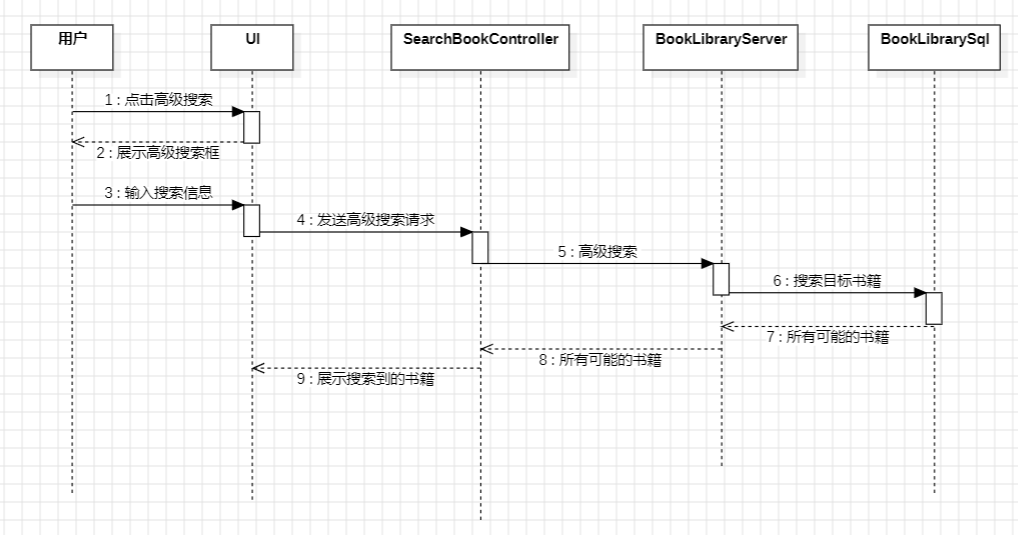 用户
UI
SearchBookController
BookLibraryServer
BookLibrarySql
1 : 点击高级搜索
2 : 展示高级搜索框
3 : 输入搜索信息
4 : 发送高级搜索请求
5 : 高级搜索
6 : 搜索目标书籍
7 : 所有可能的书籍
8 : 所有可能的书籍
9 : 展示搜索到的书籍